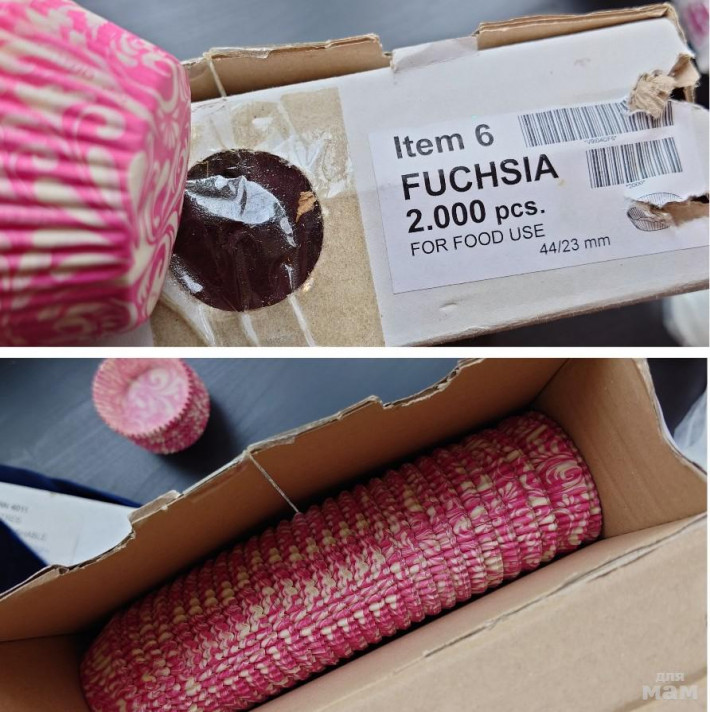 Item 6
FUCHSIA
2.000 pcs.
FOR FOOD USE
44/23 mm
для
мам